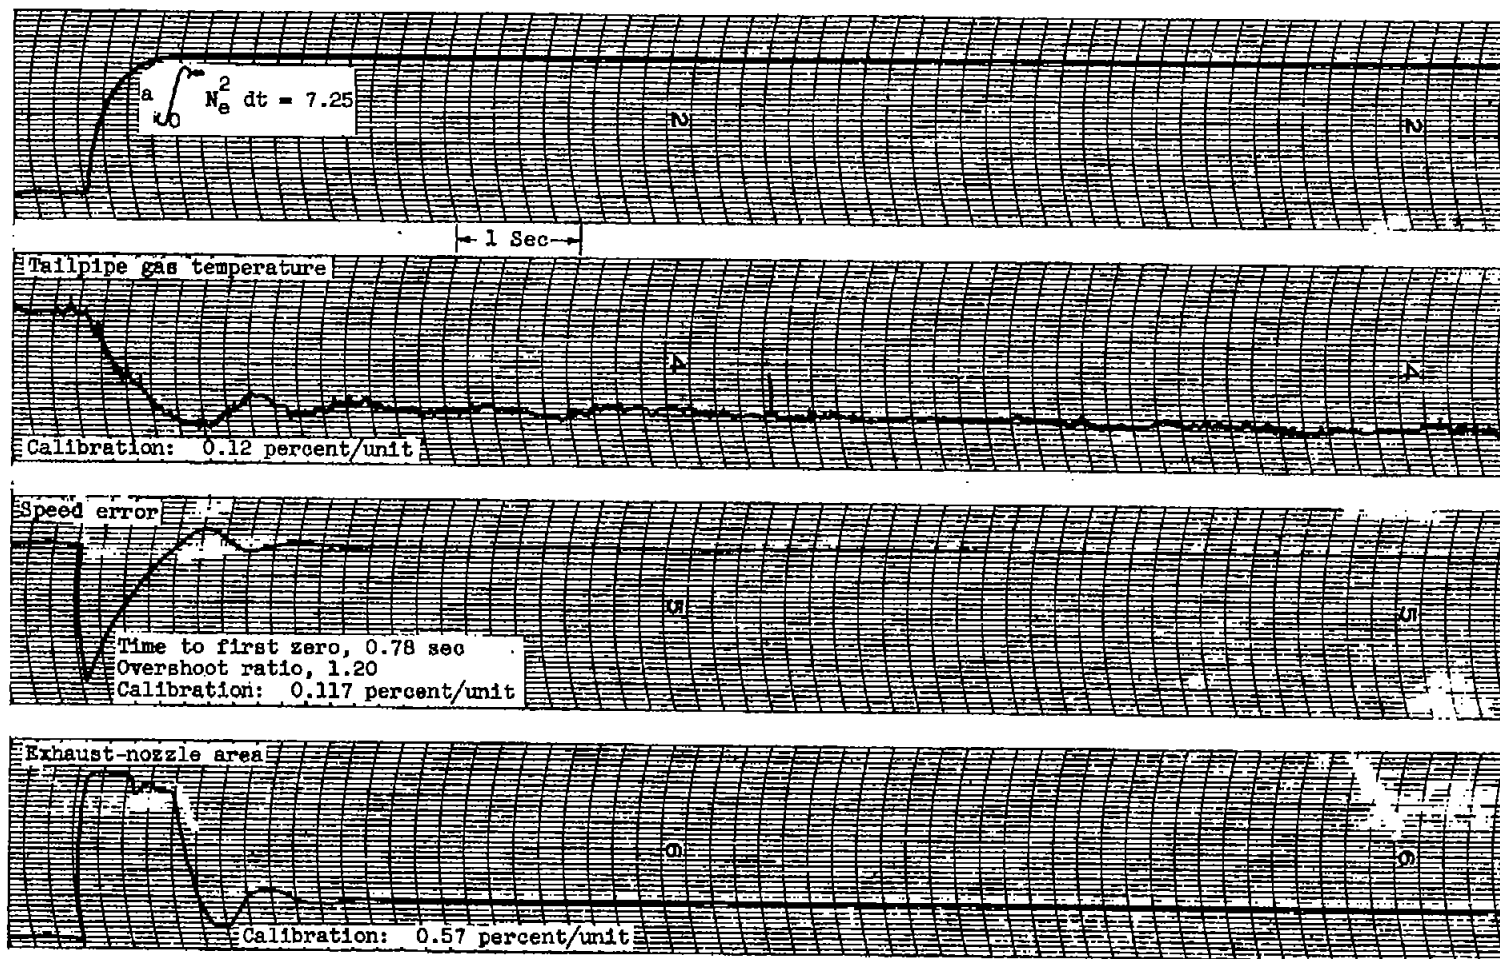 a ∫₀^∞ Nₑ² dt = 7.25
2 2
1 Sec
Tailpipe gas temperature
4 4
Calibration: 0.12 percent/unit
Speed error
5 5
Time to first zero, 0.78 sec
Overshoot ratio, 1.20
Calibration: 0.117 percent/unit
Exhaust-nozzle area
6 6
Calibration: 0.57 percent/unit